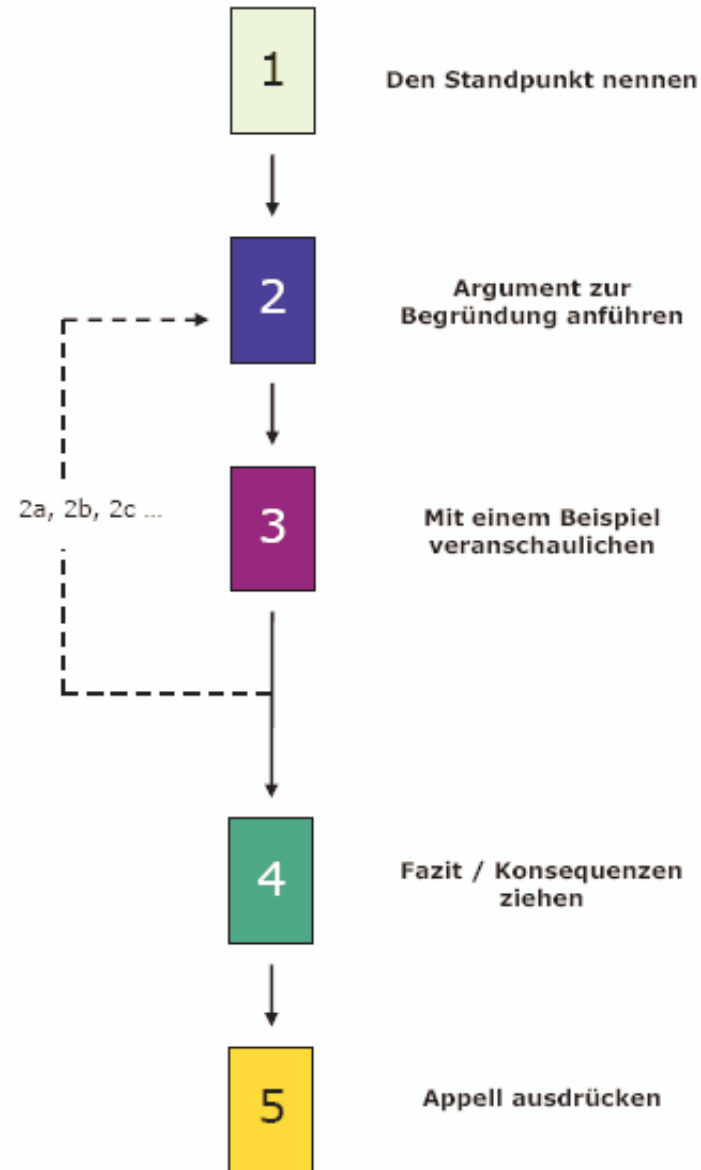 1
Den Standpunkt nennen
2
Argument zur
Begründung anführen
2a, 2b, 2c ...
3
Mit einem Beispiel
veranschaulichen
4
Fazit / Konsequenzen
ziehen
5
Appell ausdrücken